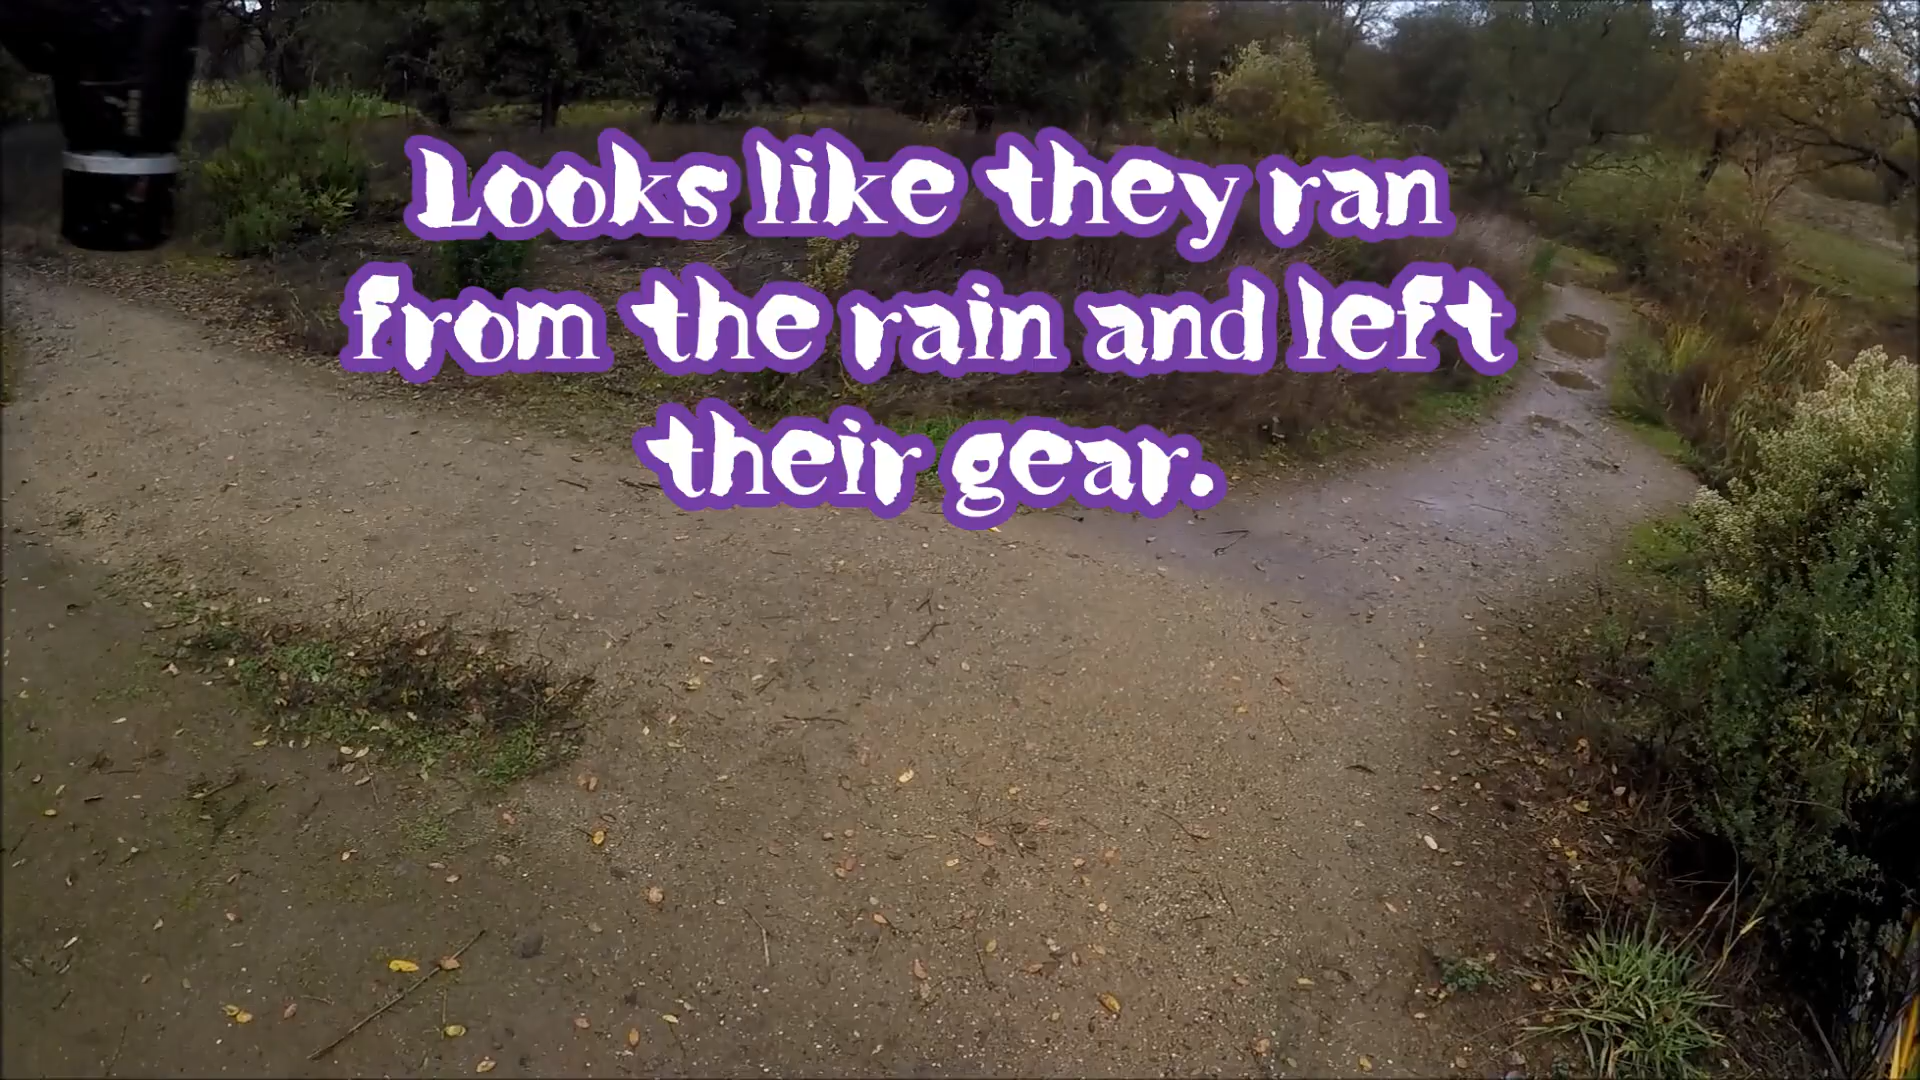 Looks like they ran
from the rain and left
their gear.